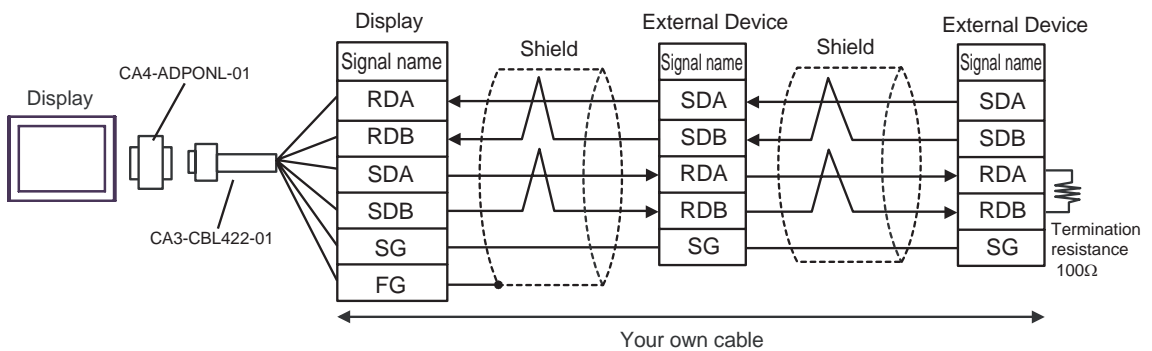 Display
CA4-ADPONL-01
CA3-CBL422-01
Display
Signal name
RDA
RDB
SDA
SDB
SG
FG
Shield
External Device
Signal name
SDA
SDB
RDA
RDB
SG
Shield
External Device
Signal name
SDA
SDB
RDA
RDB
SG
Termination
resistance
100Ω
Your own cable